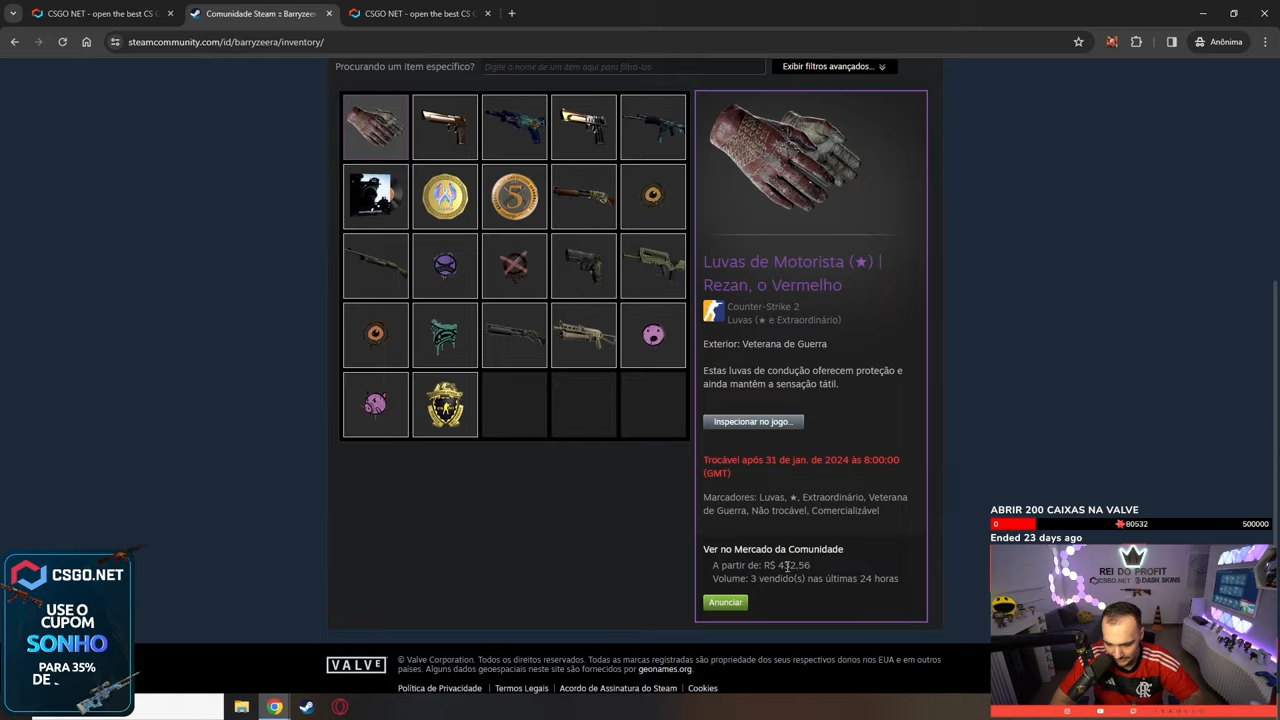 CSGO NET - open the best CS C
Comunidade Steam :: Barryzeer
CSGO NET - open the best CS C
steamcommunity.com/id/barryzeera/inventory/
Anônima
Procurando um item específico?
Digite o nome de um item aqui para filtrá-los
Exibir filtros avançados...
Luvas de Motorista (★) |
Rezan, o Vermelho
Counter-Strike 2
Luvas (★ e Extraordinário)
Exterior: Veterana de Guerra
Estas luvas de condução oferecem proteção e
ainda mantêm a sensação tátil.
Inspecionar no jogo...
Trocável após 31 de jan. de 2024 às 8:00:00
(GMT)
Marcadores: Luvas, ★, Extraordinário, Veterana
de Guerra, Não trocável, Comercializável
Ver no Mercado da Comunidade
A partir de: R$
Volume: 3 vendido(s) nas últimas 24 horas
Anunciar
ABRIR 200 CAIXAS NA VALVE
0
80532
500000
Ended 23 days ago
REI DO
PROFIT
CSGO.NET
DASH SKINS
CSGO.NET
USE O
CUPOM
SONHO
PARA 35%
DE
VALVE
© Valve Corporation. Todos os direitos reservados. Todas as marcas registradas são propriedade dos seus respectivos donos nos EUA e em outros
países. Alguns dados geoespaciais neste site são fornecidos por geonames.org.
Política de Privacidade
Termos Legais
Acordo de Assinatura do Steam
Cookies